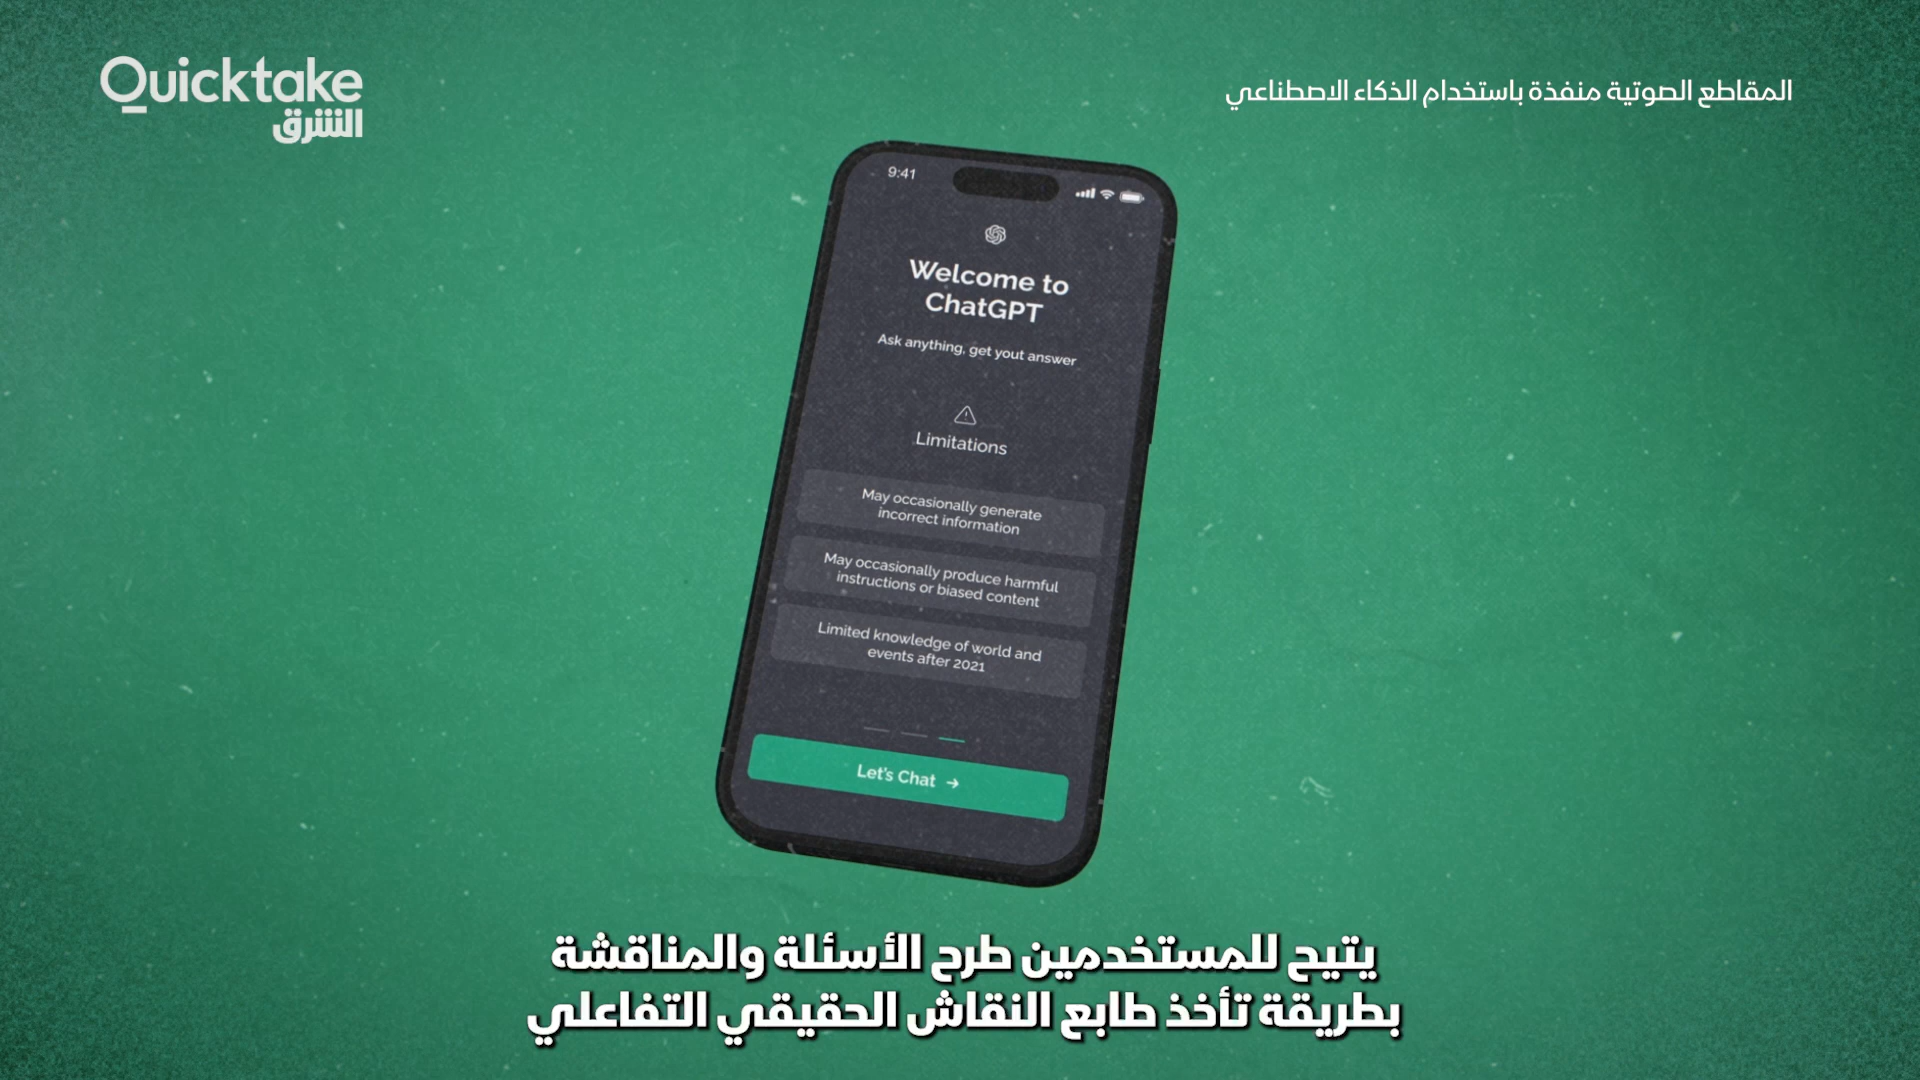 Quicktake
الشرق
المقاطع الصوتية منفذة باستخدام الذكاء الاصطناعي
9:41
Welcome to
ChatGPT
Ask anything, get yout answer
Limitations
May occasionally generate
incorrect information
May occasionally produce harmful
instructions or biased content
Limited knowledge of world and
events after 2021
Let's Chat →
يتيح للمستخدمين طرح الأسئلة والمناقشة
بطريقة تأخذ طابع النقاش الحقيقي التفاعلي